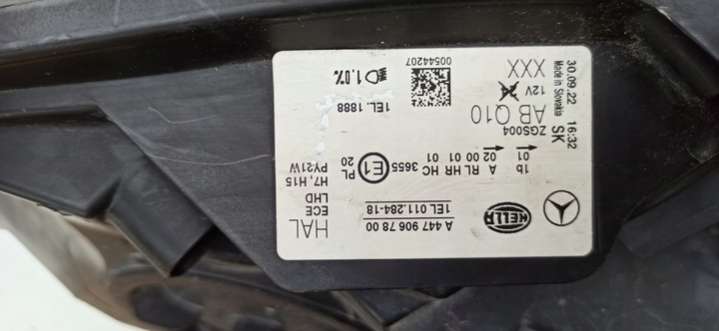 HELLA
A 447 906 78 00
1EL 011.284-18
HAL
ECE
LHD
H7, H15
PY21W
1b A RL HR HC
01 02 00 01 01
3655 E1 PL
20
ZGS004
AB Q10
12V
XXX
1EL. 1888
1.0%
00544207
30.09.22 16:32
Made in Slovakia SK